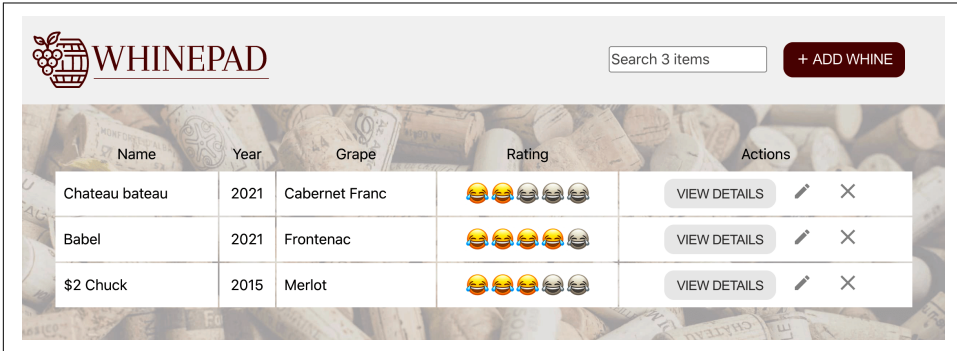 WHINEPAD
Search 3 items
+ ADD WHINE
Name Year Grape Rating Actions
Chateau bateau 2021 Cabernet Franc VIEW DETAILS
Babel 2021 Frontenac VIEW DETAILS
$2 Chuck 2015 Merlot VIEW DETAILS